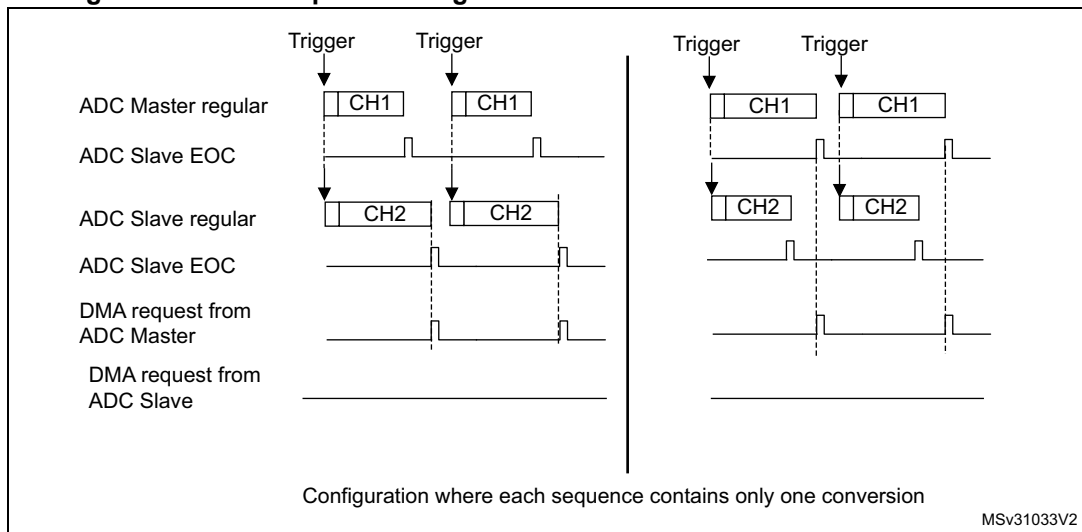 Trigger Trigger Trigger Trigger
ADC Master regular CH1 CH1 CH1 CH1
ADC Slave EOC
ADC Slave regular CH2 CH2 CH2 CH2
ADC Slave EOC
DMA request from
ADC Master
DMA request from
ADC Slave
Configuration where each sequence contains only one conversion
MSv31033V2